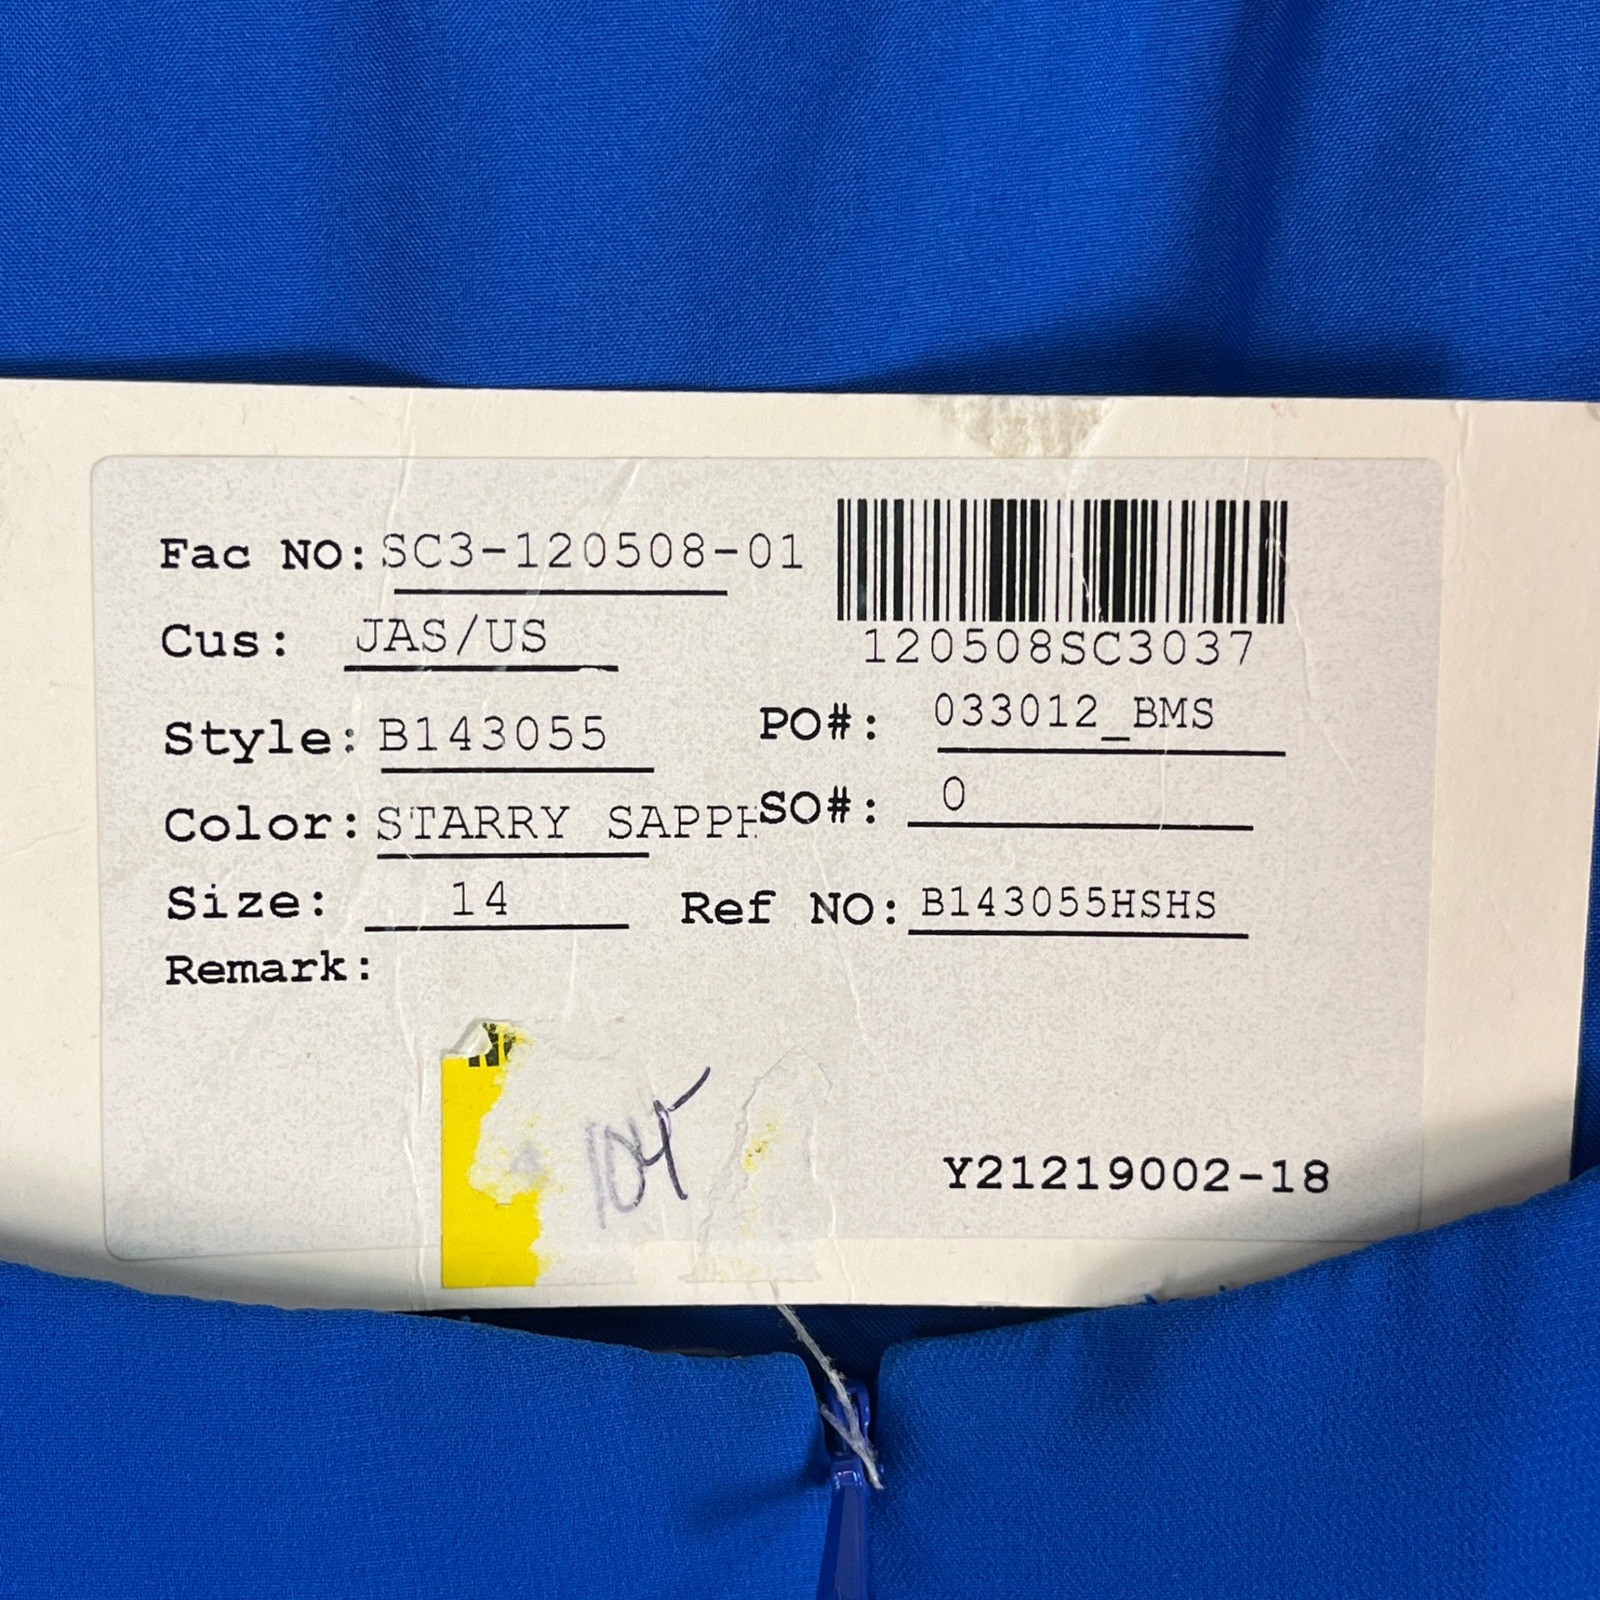 Fac NO: SC3-120508-01
120508SC3037
Cus: JAS/US
Style: B143055
PO#: 033012_BMS
Color: STARRY SAPPH
SO#: 0
Size: 14
Ref NO: B143055HSHS
Remark:
Y21219002-18